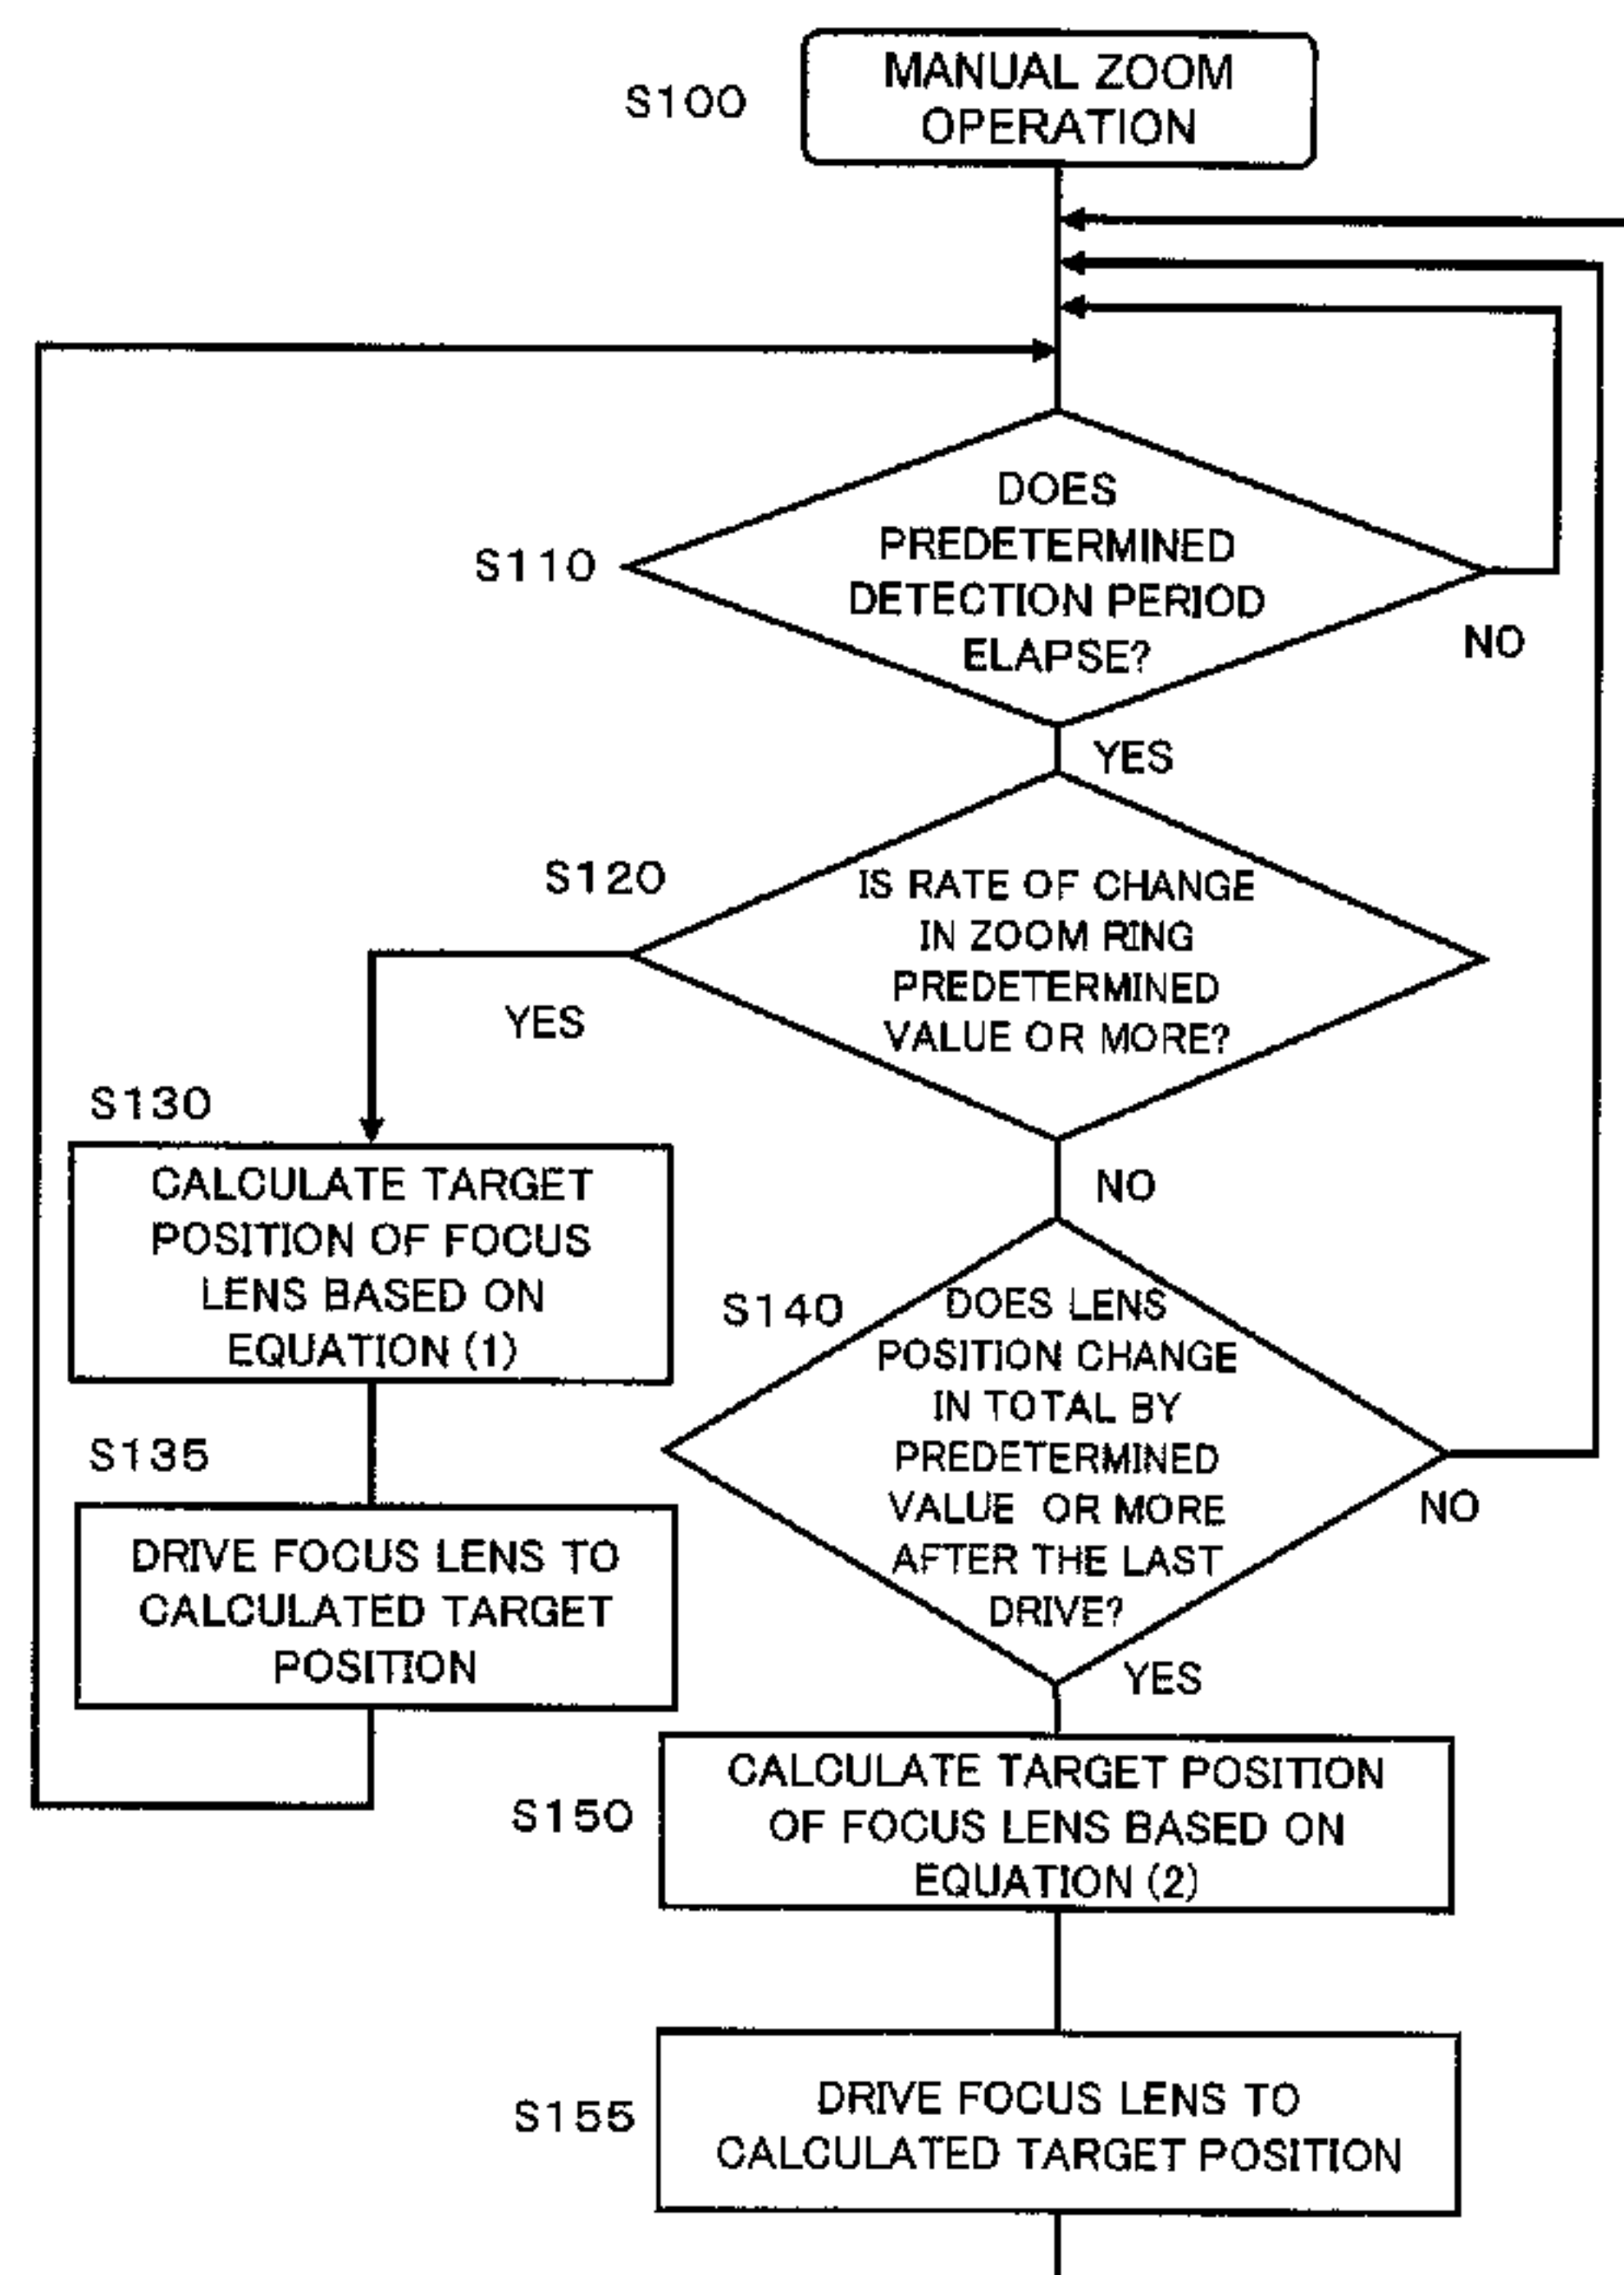 S100
MANUAL ZOOM
OPERATION
S110
DOES
PREDETERMINED
DETECTION PERIOD
ELAPSE?
NO
YES
S120
IS RATE OF CHANGE
IN ZOOM RING
PREDETERMINED
VALUE OR MORE?
YES
NO
S130
CALCULATE TARGET
POSITION OF FOCUS
LENS BASED ON
EQUATION (1)
S135
DRIVE FOCUS LENS TO
CALCULATED TARGET
POSITION
S140
DOES LENS
POSITION CHANGE
IN TOTAL BY
PREDETERMINED
VALUE OR MORE
AFTER THE LAST
DRIVE?
NO
YES
S150
CALCULATE TARGET POSITION
OF FOCUS LENS BASED ON
EQUATION (2)
S155
DRIVE FOCUS LENS TO
CALCULATED TARGET POSITION